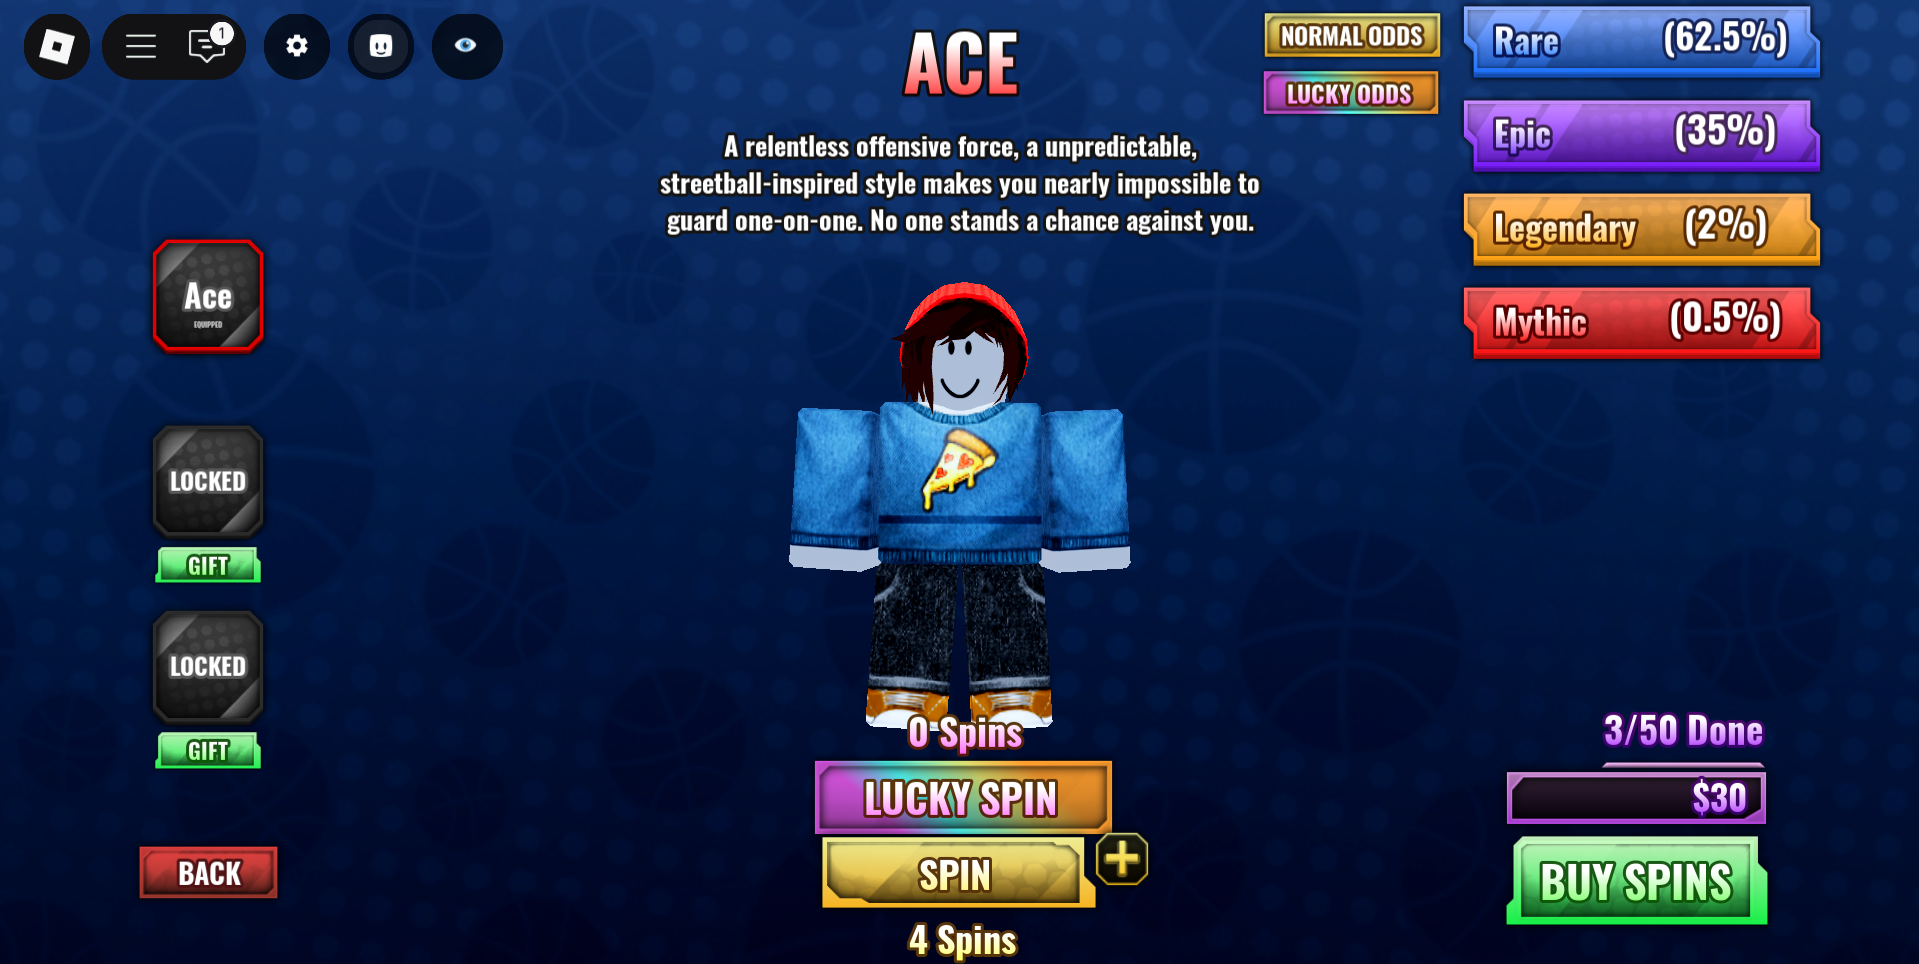 1
ACE
A relentless offensive force, a unpredictable,
streetball-inspired style makes you nearly impossible to
guard one-on-one. No one stands a chance against you.
NORMAL ODDS
LUCKY ODDS
Rare (62.5%)
Epic (35%)
Legendary (2%)
Mythic (0.5%)
Ace
EQUIPPED
LOCKED
GIFT
LOCKED
GIFT
BACK
0 Spins
LUCKY SPIN
SPIN
4 Spins
3/50 Done
$30
BUY SPINS